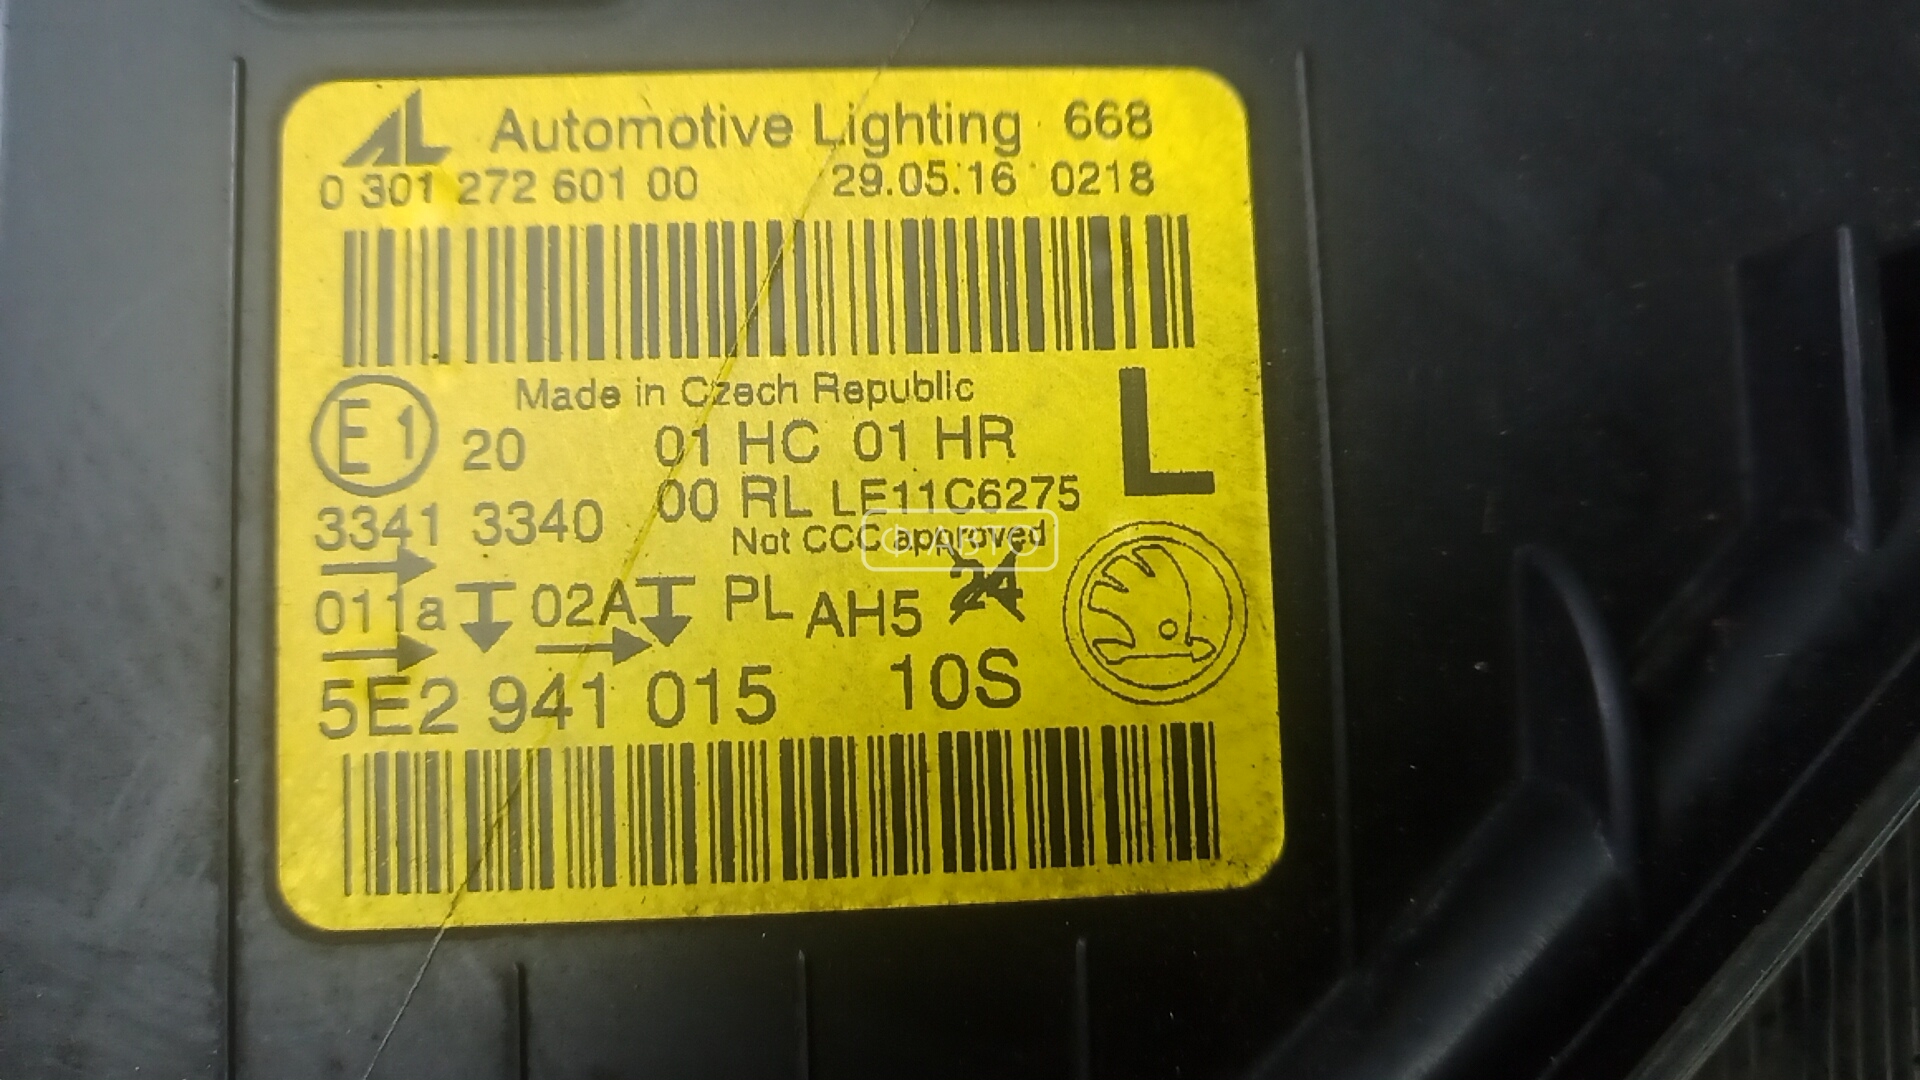 AL Automotive Lighting 668
0 301 272 601 00 29.05.16 0218
Made in Czech Republic
E1 20 01 HC 01 HR L
3341 3340 00 RL LE11C6275
Not CCC approved
ФАВТО
011a 02A PL AH5 24
5E2 941 015 10S